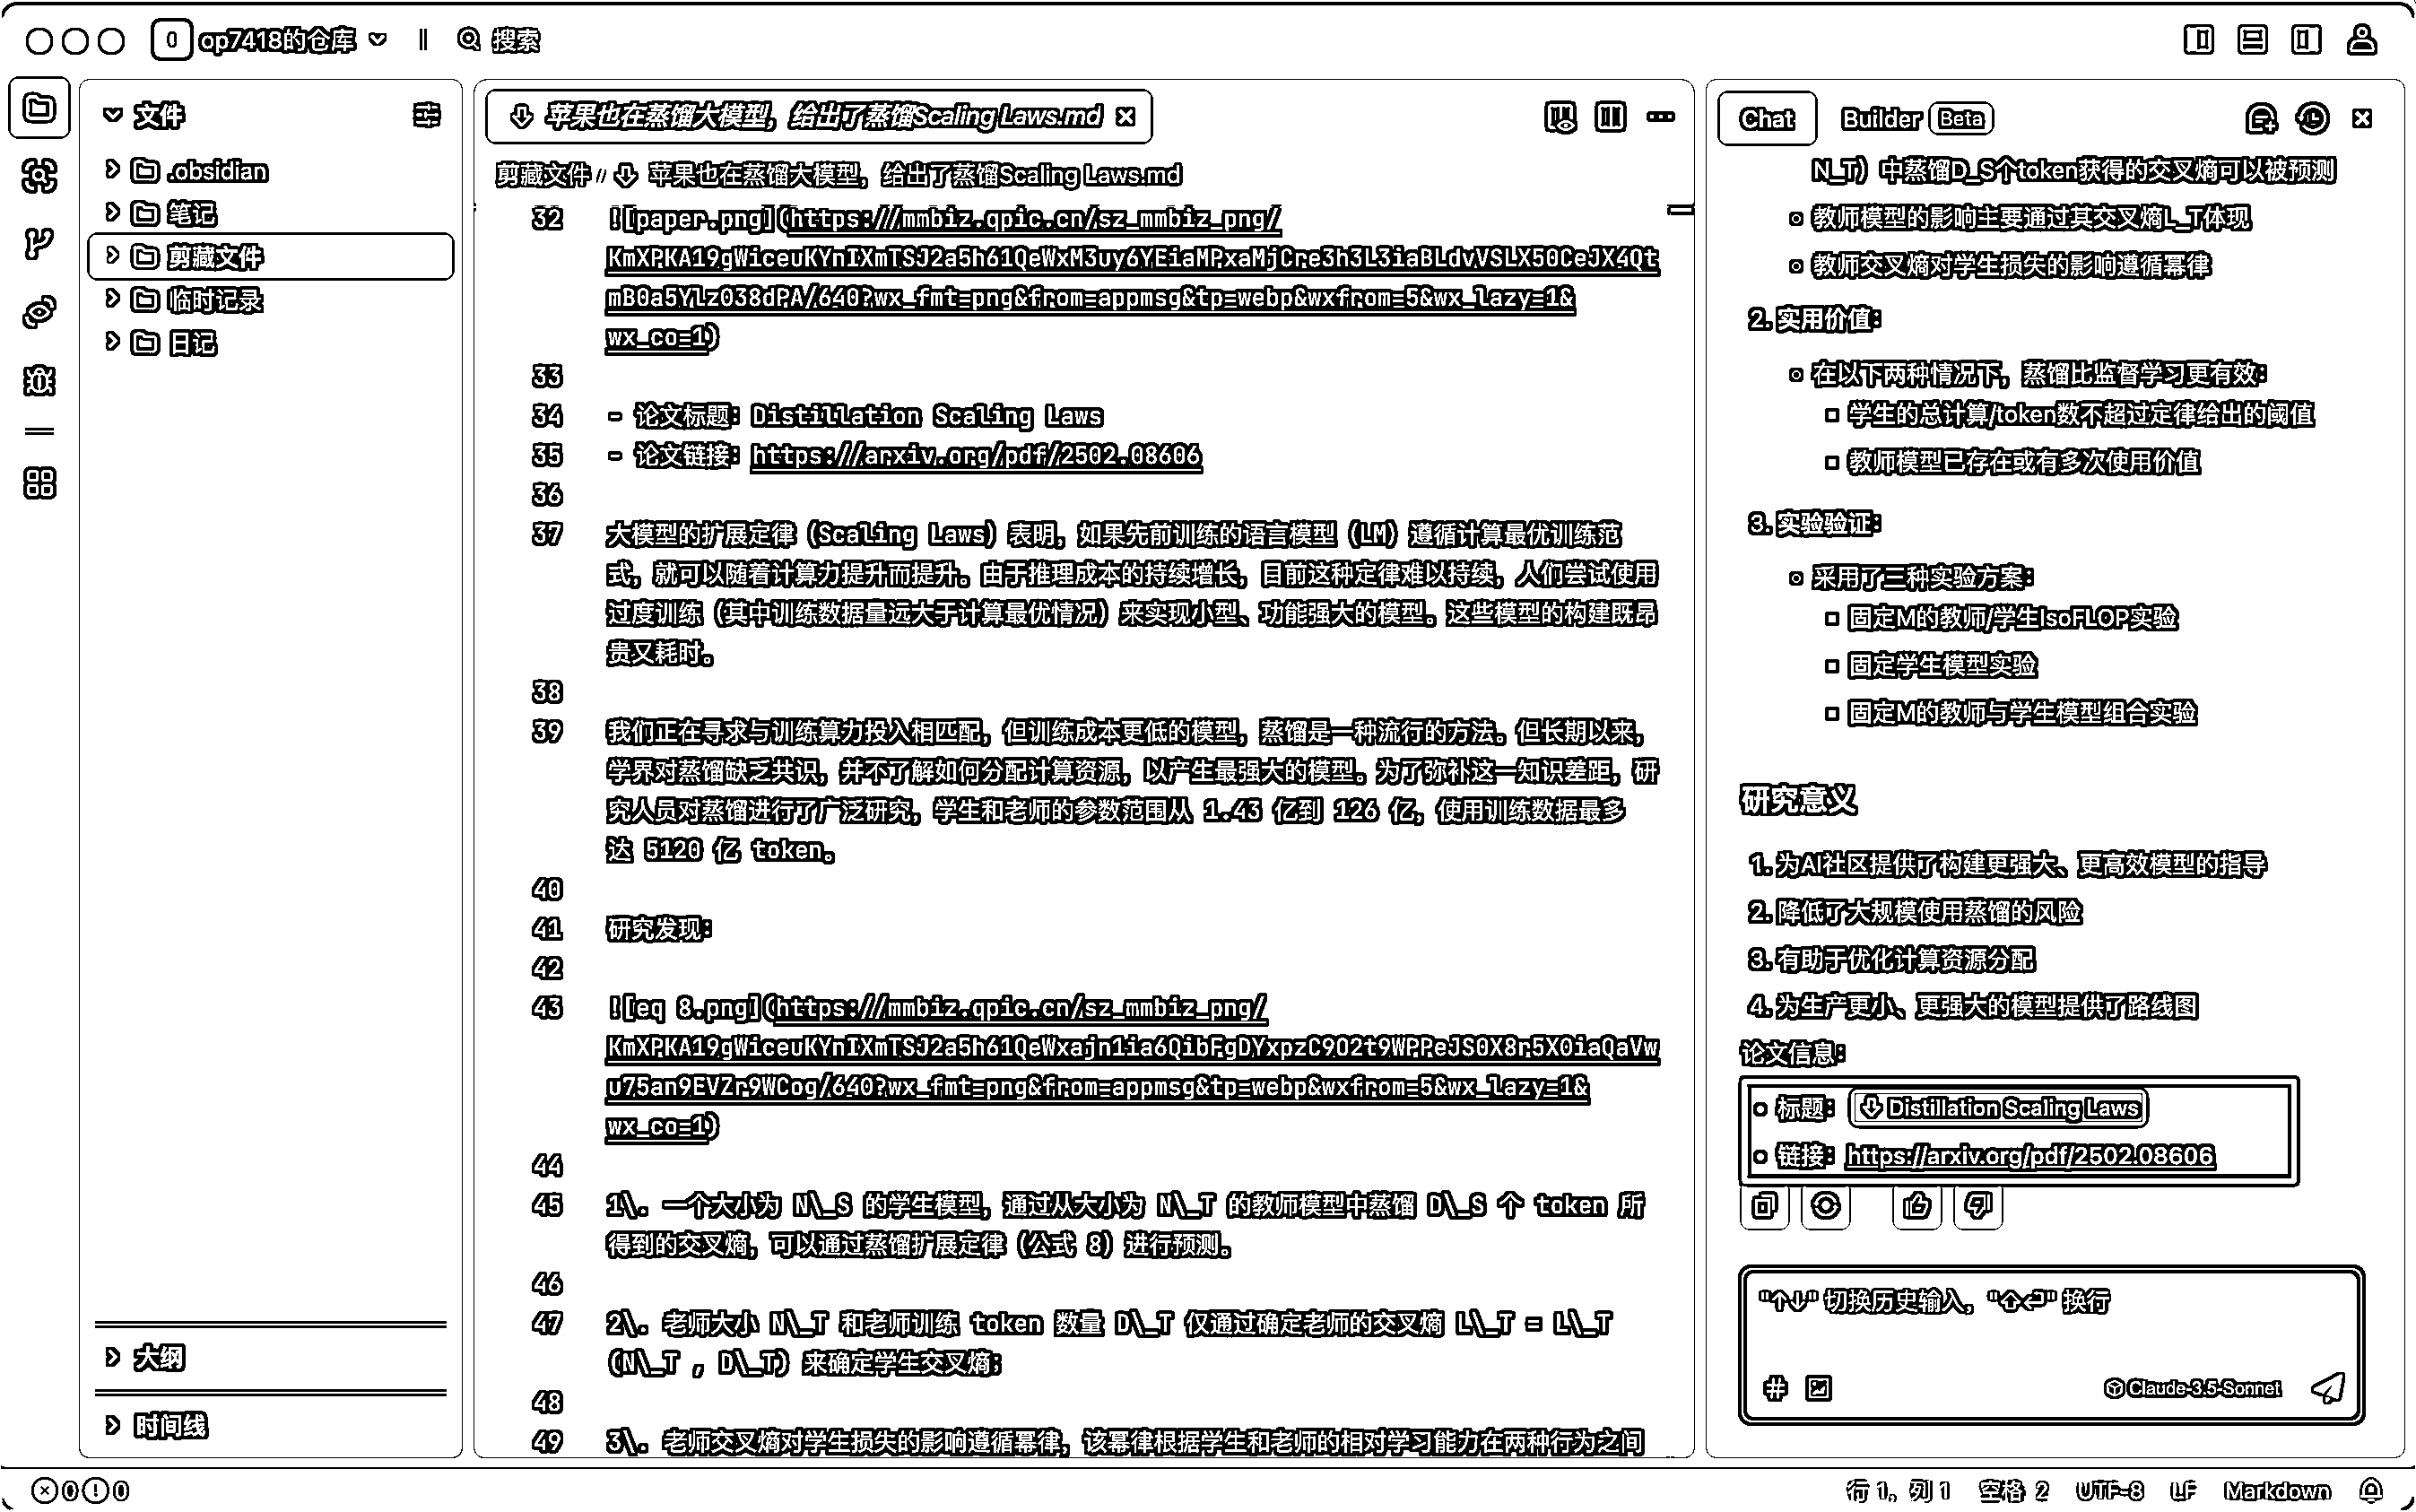 op7418的仓库
搜索
文件
.obsidian
笔记
剪藏文件
临时记录
日记
大纲
时间线
苹果也在蒸馏大模型，给出了蒸馏Scaling Laws.md
剪藏文件 // 苹果也在蒸馏大模型，给出了蒸馏Scaling Laws.md
32 ![paper.png](https://mmbiz.qpic.cn/sz_mmbiz_png/
KmXPKA19gWiceuKYnIXmTSJ2a5h61QeWxM3uy6YEiaMPxaMjCre3h3L3iaBLdvVSLX50CeJX4Qt
mB0a5Ylz038dPA/640?wx_fmt=png&from=appmsg&tp=webp&wxfrom=5&wx_lazy=1&
wx_co=1)
33
34 - 论文标题：Distillation Scaling Laws
35 - 论文链接：https://arxiv.org/pdf/2502.08606
36
37 大模型的扩展定律（Scaling Laws）表明，如果先前训练的语言模型（LM）遵循计算最优训练范
式，就可以随着计算力提升而提升。由于推理成本的持续增长，目前这种定律难以持续，人们尝试使用
过度训练（其中训练数据量远大于计算最优情况）来实现小型、功能强大的模型。这些模型的构建既昂
贵又耗时。
38
39 我们正在寻求与训练算力投入相匹配，但训练成本更低的模型，蒸馏是一种流行的方法。但长期以来，
学界对蒸馏缺乏共识，并不了解如何分配计算资源，以产生最强大的模型。为了弥补这一知识差距，研
究人员对蒸馏进行了广泛研究，学生和老师的参数范围从 1.43 亿到 126 亿，使用训练数据最多
达 5120 亿 token。
40
41 研究发现：
42
43 ![eq 8.png](https://mmbiz.qpic.cn/sz_mmbiz_png/
KmXPKA19gWiceuKYnIXmTSJ2a5h61QeWxajn1ia6QibFgDYxpzC9O2t9WPPeJS0X8r5X0iaQaVw
u75an9EVZr9WCog/640?wx_fmt=png&from=appmsg&tp=webp&wxfrom=5&wx_lazy=1&
wx_co=1)
44
45 1\. 一个大小为 N\_S 的学生模型，通过从大小为 N\_T 的教师模型中蒸馏 D\_S 个 token 所
得到的交叉熵，可以通过蒸馏扩展定律（公式 8）进行预测。
46
47 2\. 老师大小 N\_T 和老师训练 token 数量 D\_T 仅通过确定老师的交叉熵 L\_T = L\_T
(N\_T , D\_T) 来确定学生交叉熵；
48
49 3\. 老师交叉熵对学生损失的影响遵循幂律，该幂律根据学生和老师的相对学习能力在两种行为之间
Chat Builder Beta
N_T）中蒸馏D_S个token获得的交叉熵可以被预测
教师模型的影响主要通过其交叉熵L_T体现
教师交叉熵对学生损失的影响遵循幂律
2. 实用价值：
在以下两种情况下，蒸馏比监督学习更有效：
学生的总计算/token数不超过定律给出的阈值
教师模型已存在或有多次使用价值
3. 实验验证：
采用了三种实验方案：
固定M的教师/学生IsoFLOP实验
固定学生模型实验
固定M的教师与学生模型组合实验
研究意义
1. 为AI社区提供了构建更强大、更高效模型的指导
2. 降低了大规模使用蒸馏的风险
3. 有助于优化计算资源分配
4. 为生产更小、更强大的模型提供了路线图
论文信息：
标题： Distillation Scaling Laws
链接： https://arxiv.org/pdf/2502.08606
"↑↓" 切换历史输入，"⇧⏎" 换行
# Claude-3.5-Sonnet
0 0
行 1，列 1 空格 2 UTF-8 LF Markdown